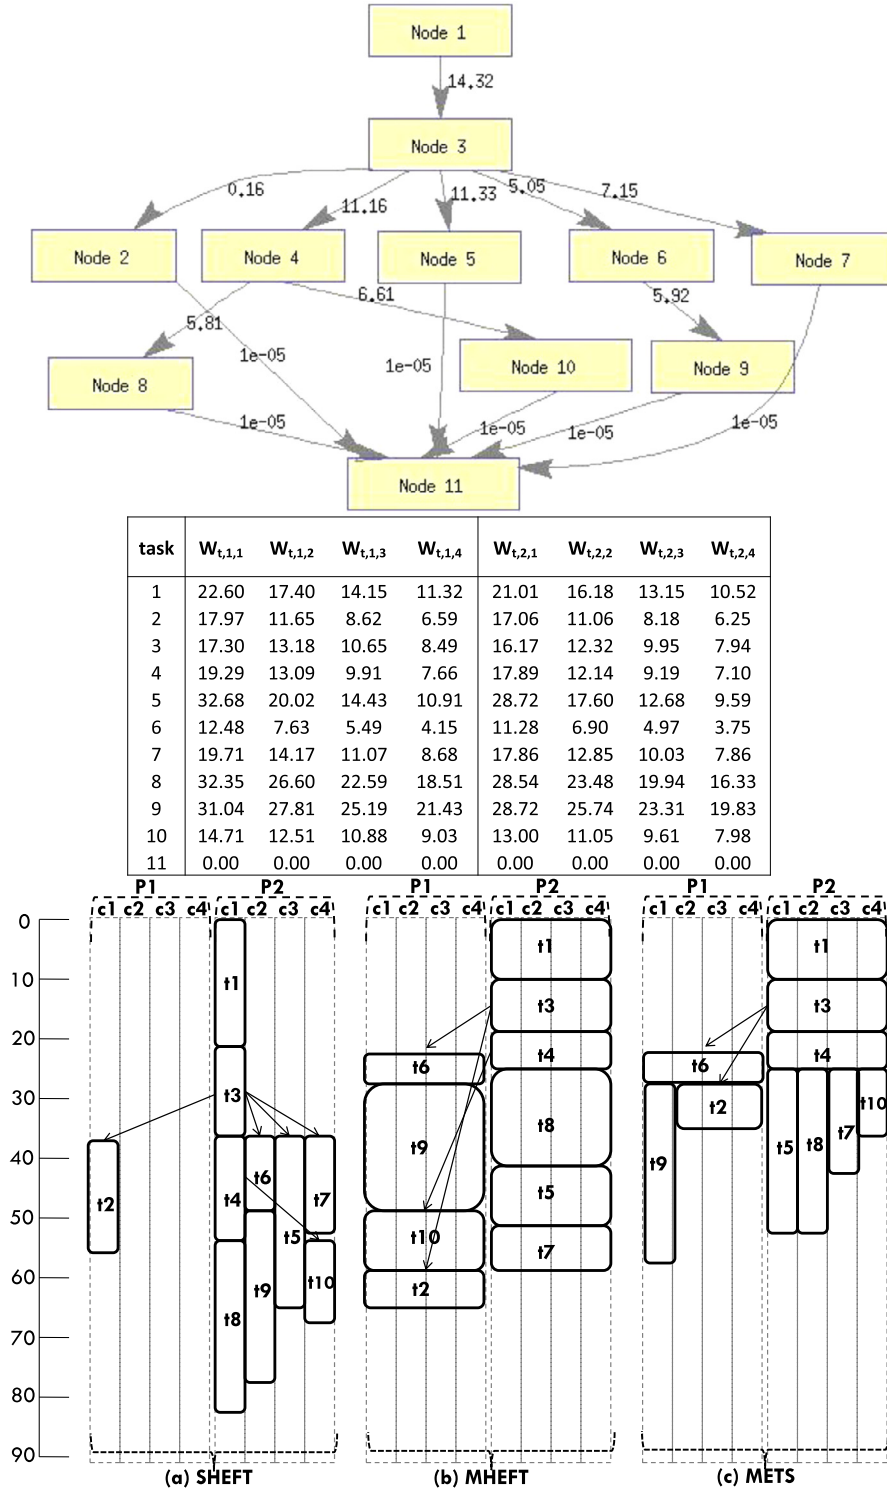 Node 1
14.32
Node 3
0.16
11.16
11.33
5.05
7.15
Node 2
Node 4
Node 5
Node 6
Node 7
5.81
6.61
5.92
1e-05
1e-05
Node 8
Node 10
Node 9
1e-05
1e-05
1e-05
1e-05
Node 11
task Wt,1,1 Wt,1,2 Wt,1,3 Wt,1,4 Wt,2,1 Wt,2,2 Wt,2,3 Wt,2,4
1 22.60 17.40 14.15 11.32 21.01 16.18 13.15 10.52
2 17.97 11.65 8.62 6.59 17.06 11.06 8.18 6.25
3 17.30 13.18 10.65 8.49 16.17 12.32 9.95 7.94
4 19.29 13.09 9.91 7.66 17.89 12.14 9.19 7.10
5 32.68 20.02 14.43 10.91 28.72 17.60 12.68 9.59
6 12.48 7.63 5.49 4.15 11.28 6.90 4.97 3.75
7 19.71 14.17 11.07 8.68 17.86 12.85 10.03 7.86
8 32.35 26.60 22.59 18.51 28.54 23.48 19.94 16.33
9 31.04 27.81 25.19 21.43 28.72 25.74 23.31 19.83
10 14.71 12.51 10.88 9.03 13.00 11.05 9.61 7.98
11 0.00 0.00 0.00 0.00 0.00 0.00 0.00 0.00
0
10
20
30
40
50
60
70
80
90
P1 P2
c1 c2 c3 c4 c1 c2 c3 c4
t1
t3
t2
t4
t6
t5
t7
t8
t9
t10
(a) SHEFT
P1 P2
c1 c2 c3 c4 c1 c2 c3 c4
t1
t3
t6
t4
t9
t8
t10
t5
t2
t7
(b) MHEFT
P1 P2
c1 c2 c3 c4 c1 c2 c3 c4
t1
t3
t6
t4
t9
t2
t5
t8
t7
t10
(c) METS